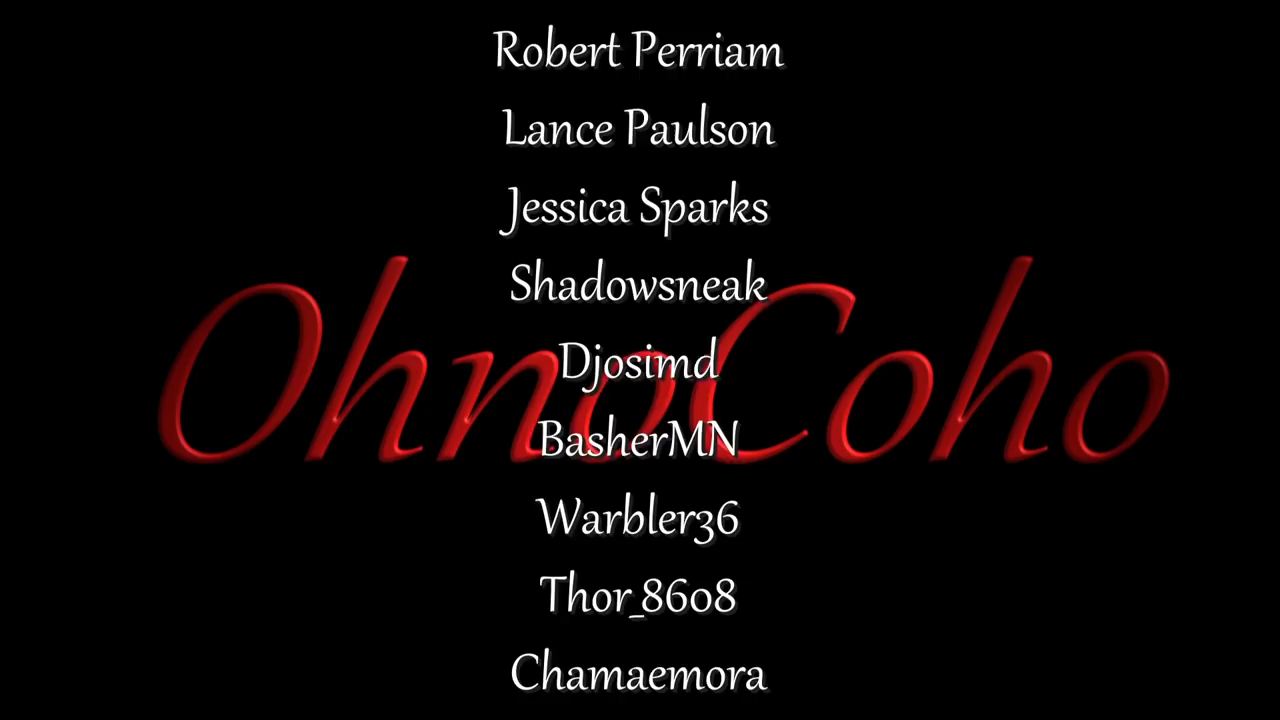 Robert Perriam
Lance Paulson
Jessica Sparks
Shadowsneak
OhnoCoho
Djosimd
BasherMN
Warbler36
Thor_8608
Chamaemora